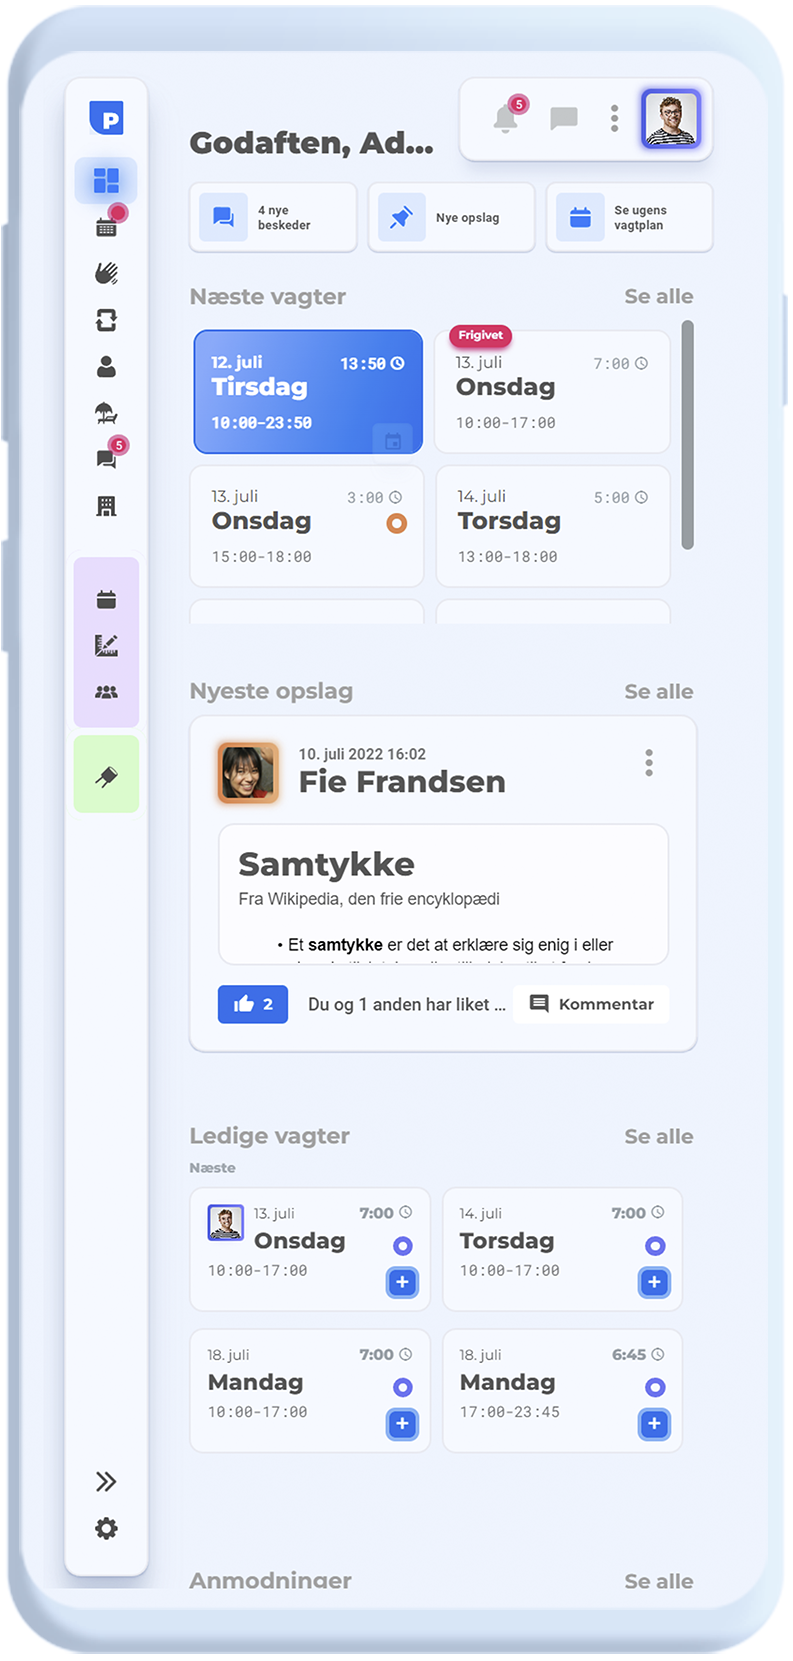 P
5
Godaften, Ad...
4 nye
beskeder
Nye opslag
Se ugens
vagtplan
Næste vagter
Se alle
12. juli
13:50
Tirsdag
10:00-23:50
Frigivet
13. juli
7:00
Onsdag
10:00-17:00
13. juli
3:00
Onsdag
15:00-18:00
14. juli
5:00
Torsdag
13:00-18:00
5
Nyeste opslag
Se alle
10. juli 2022 16:02
Fie Frandsen
Samtykke
Fra Wikipedia, den frie encyklopædi
• Et samtykke er det at erklære sig enig i eller
2
Du og 1 anden har liket ...
Kommentar
Ledige vagter
Se alle
Næste
13. juli
7:00
Onsdag
10:00-17:00
14. juli
7:00
Torsdag
10:00-17:00
18. juli
7:00
Mandag
10:00-17:00
18. juli
6:45
Mandag
17:00-23:45
Anmodninger
Se alle